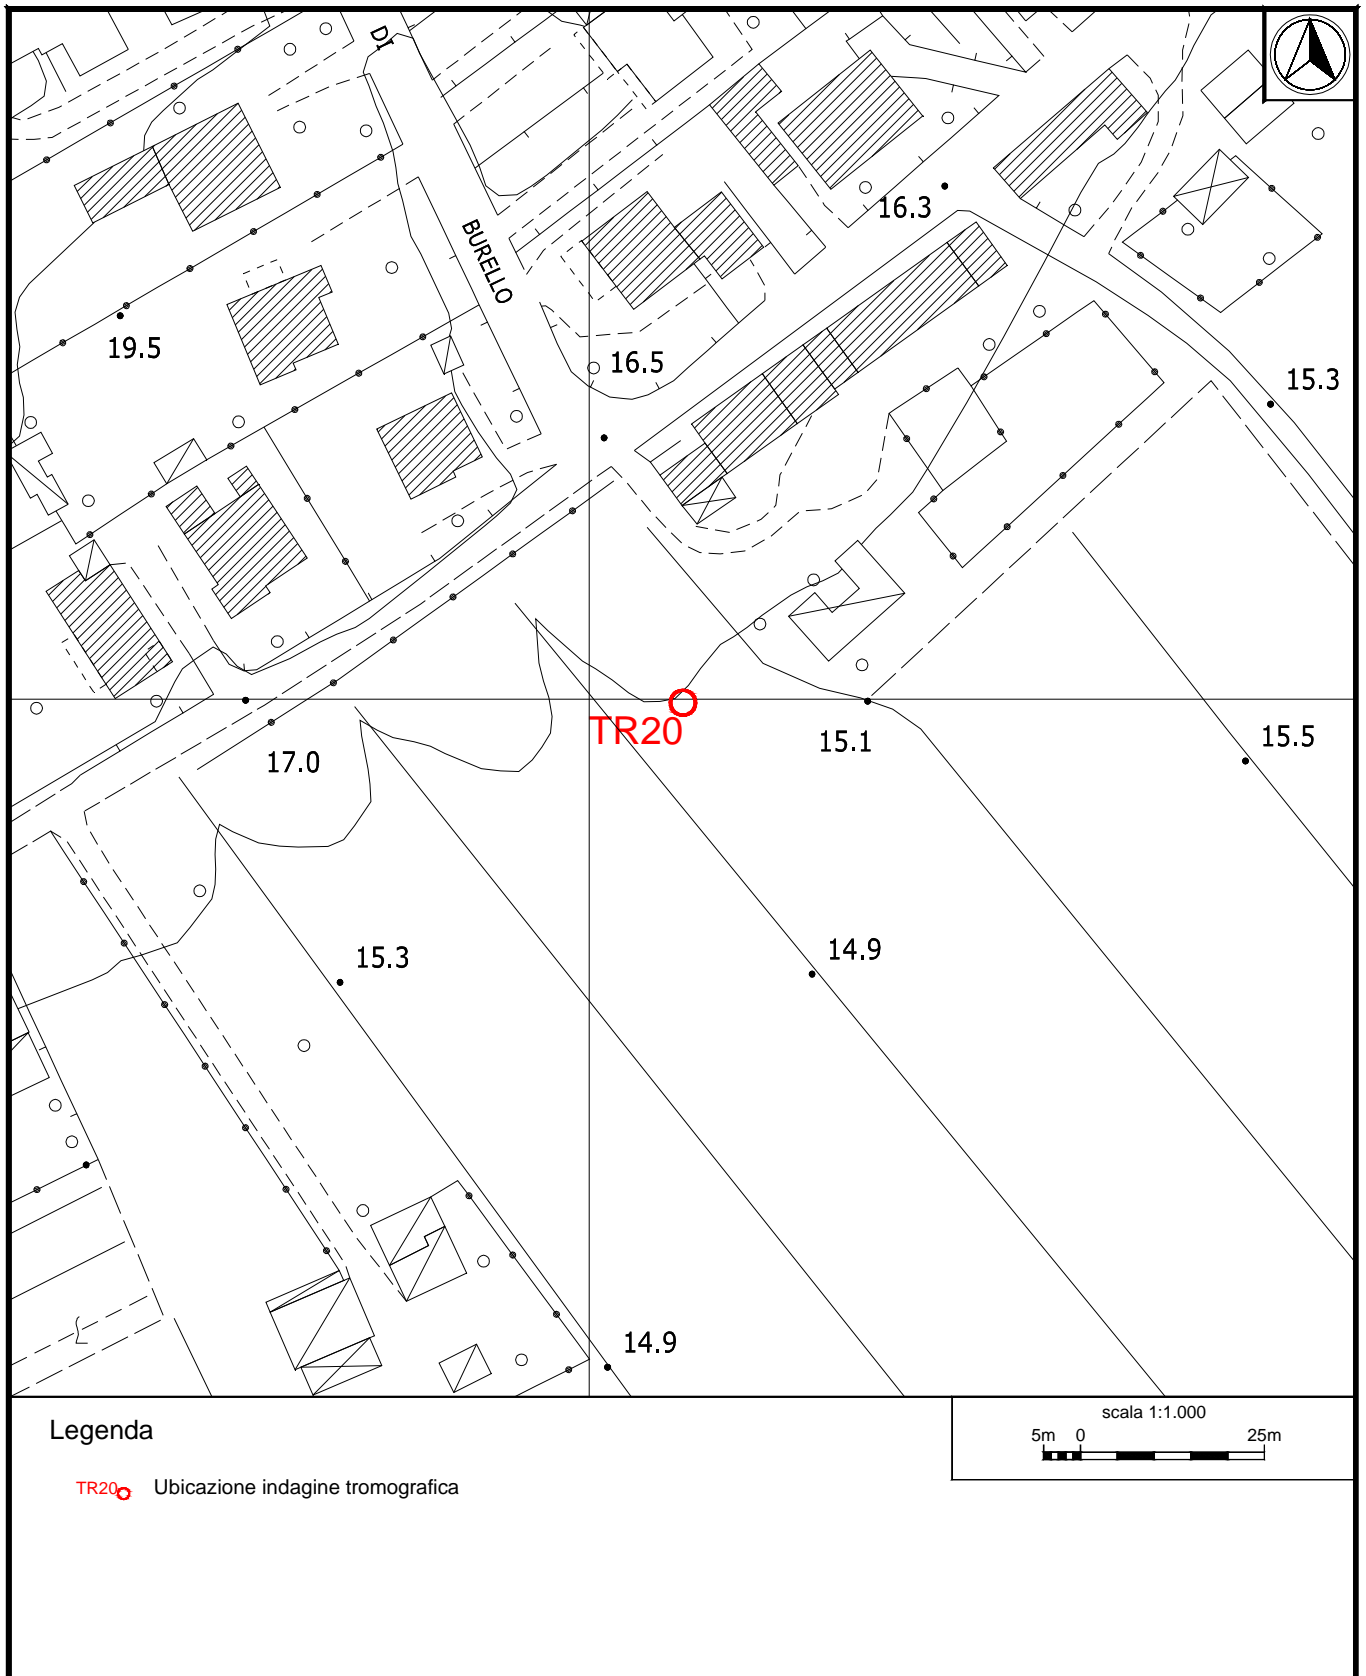 DI
BURELLO
16.3
19.5
16.5
15.3
TR20
15.1
15.5
17.0
15.3
14.9
14.9
Legenda
TR20 Ubicazione indagine tromografica
scala 1:1.000
5m 0 25m